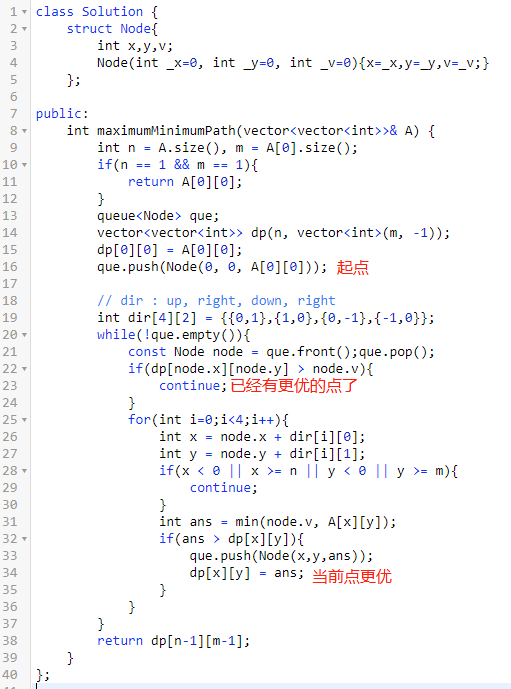 1 class Solution {
2     struct Node{
3         int x,y,v;
4         Node(int _x=0, int _y=0, int _v=0){x=_x,y=_y,v=_v;}
5     };
6
7 public:
8     int maximumMinimumPath(vector<vector<int>>& A) {
9         int n = A.size(), m = A[0].size();
10         if(n == 1 && m == 1){
11             return A[0][0];
12         }
13         queue<Node> que;
14         vector<vector<int>> dp(n, vector<int>(m, -1));
15         dp[0][0] = A[0][0];
16         que.push(Node(0, 0, A[0][0])); 起点
17
18         // dir : up, right, down, right
19         int dir[4][2] = {{0,1},{1,0},{0,-1},{-1,0}};
20         while(!que.empty()){
21             const Node node = que.front();que.pop();
22             if(dp[node.x][node.y] > node.v){
23                 continue; 已经有更优的点了
24             }
25             for(int i=0;i<4;i++){
26                 int x = node.x + dir[i][0];
27                 int y = node.y + dir[i][1];
28                 if(x < 0 || x >= n || y < 0 || y >= m){
29                     continue;
30                 }
31                 int ans = min(node.v, A[x][y]);
32                 if(ans > dp[x][y]){
33                     que.push(Node(x,y,ans));
34                     dp[x][y] = ans; 当前点更优
35                 }
36             }
37         }
38         return dp[n-1][m-1];
39     }
40 };